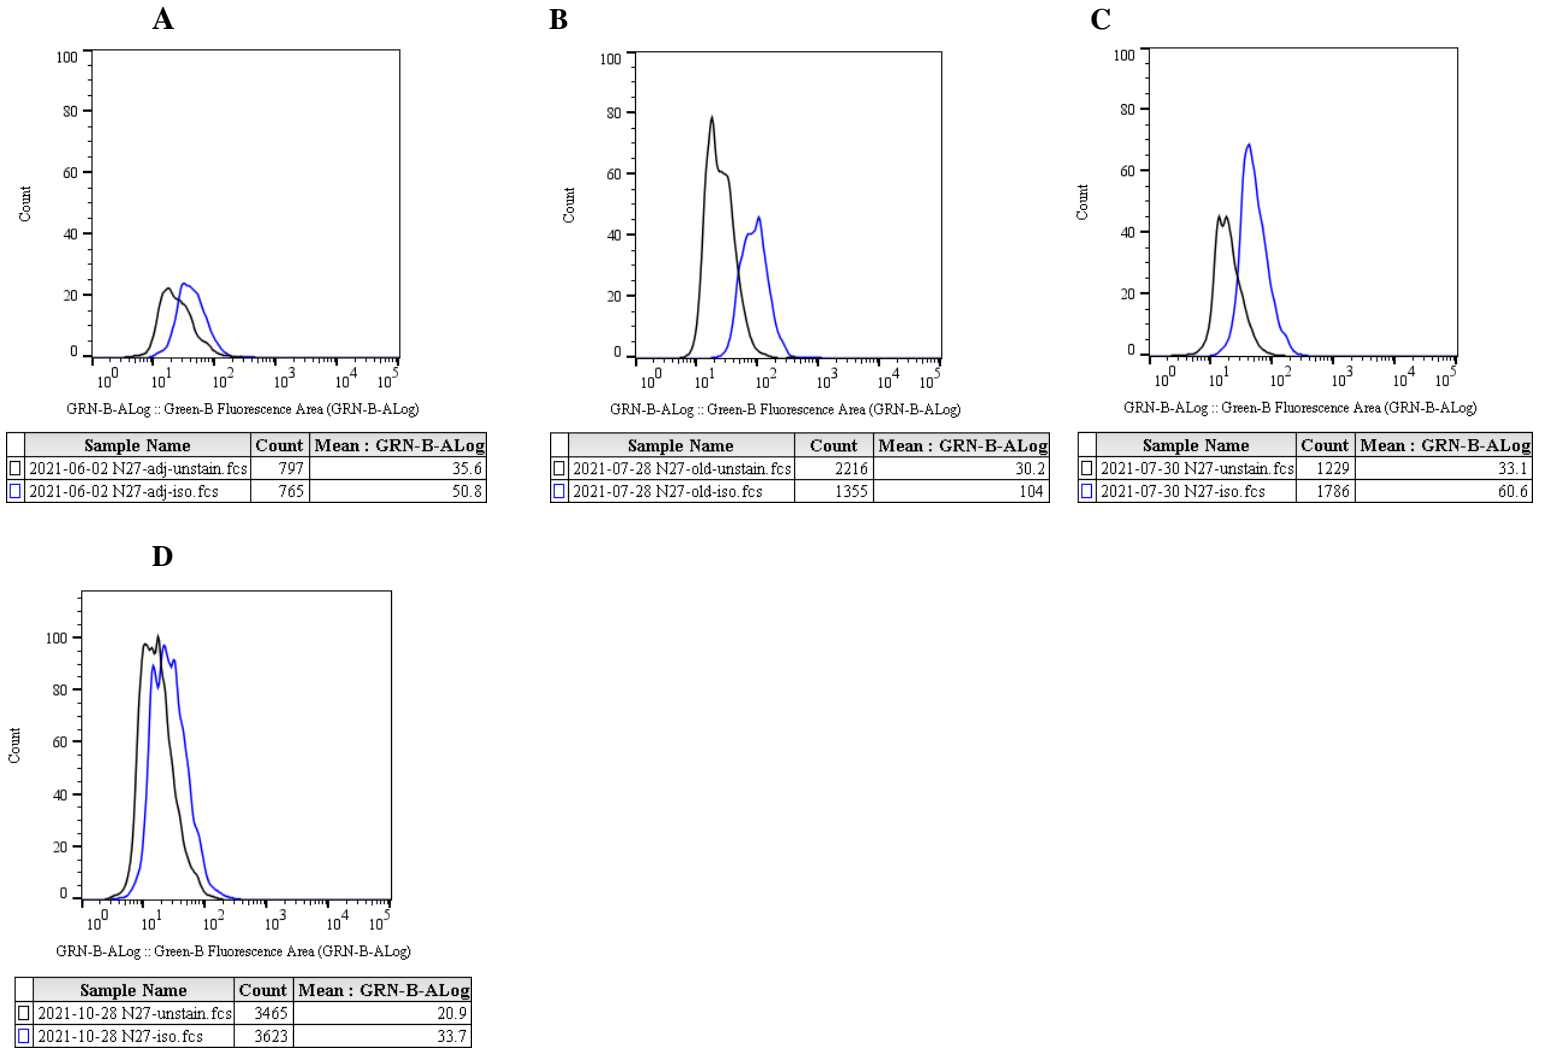 A
100
80
60
40
20
0
Count
10^0 10^1 10^2 10^3 10^4 10^5
GRN-B-ALog :: Green-B Fluorescence Area (GRN-B-ALog)
Sample Name Count Mean : GRN-B-ALog
2021-06-02 N27-adj-unstain.fcs 797 35.6
2021-06-02 N27-adj-iso.fcs 765 50.8
B
100
80
60
40
20
0
Count
10^0 10^1 10^2 10^3 10^4 10^5
GRN-B-ALog :: Green-B Fluorescence Area (GRN-B-ALog)
Sample Name Count Mean : GRN-B-ALog
2021-07-28 N27-old-unstain.fcs 2216 30.2
2021-07-28 N27-old-iso.fcs 1355 104
C
100
80
60
40
20
0
Count
10^0 10^1 10^2 10^3 10^4 10^5
GRN-B-ALog :: Green-B Fluorescence Area (GRN-B-ALog)
Sample Name Count Mean : GRN-B-ALog
2021-07-30 N27-unstain.fcs 1229 33.1
2021-07-30 N27-iso.fcs 1786 60.6
D
100
80
60
40
20
0
Count
10^0 10^1 10^2 10^3 10^4 10^5
GRN-B-ALog :: Green-B Fluorescence Area (GRN-B-ALog)
Sample Name Count Mean : GRN-B-ALog
2021-10-28 N27-unstain.fcs 3465 20.9
2021-10-28 N27-iso.fcs 3623 33.7